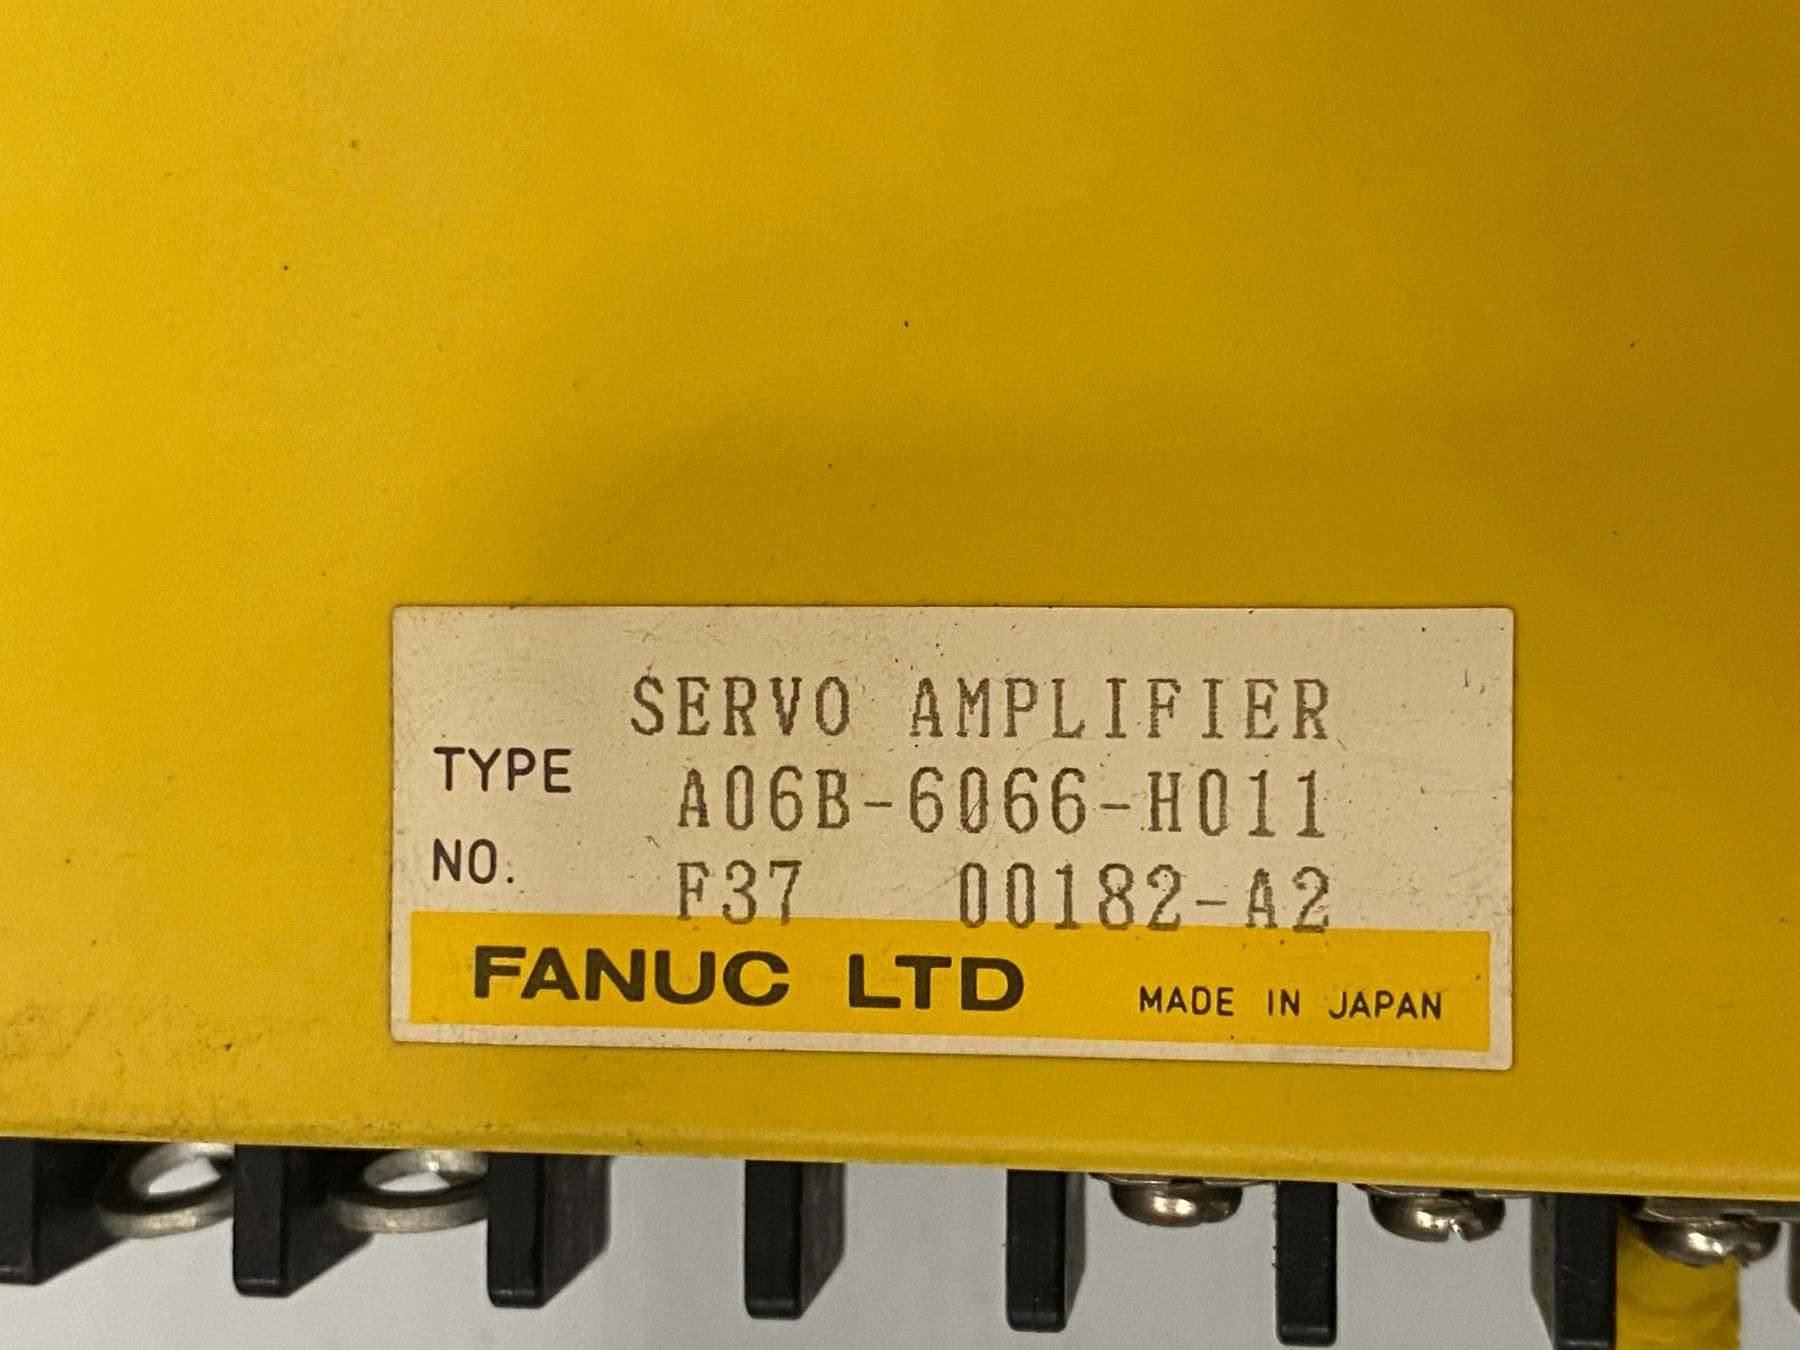 SERVO AMPLIFIER
TYPE A06B-6066-H011
NO. F37 00182-A2
FANUC LTD MADE IN JAPAN